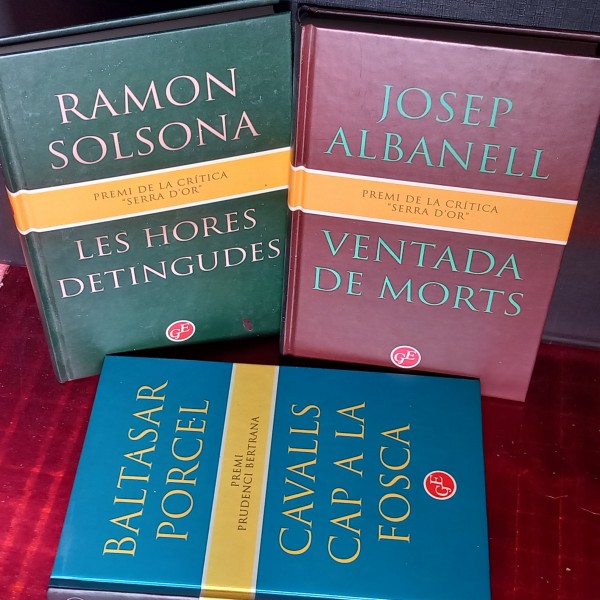 RAMON
SOLSONA
PREMI DE LA CRÍTICA
"SERRA D'OR"
LES HORES
DETINGUDES
GE
JOSEP
ALBANELL
PREMI DE LA CRÍTICA
"SERRA D'OR"
VENTADA
DE MORTS
GE
BALTASAR
PORCEL
PREMI
PRUDENCI BERTRANA
CAVALLS
CAP A LA
FOSCA
GE